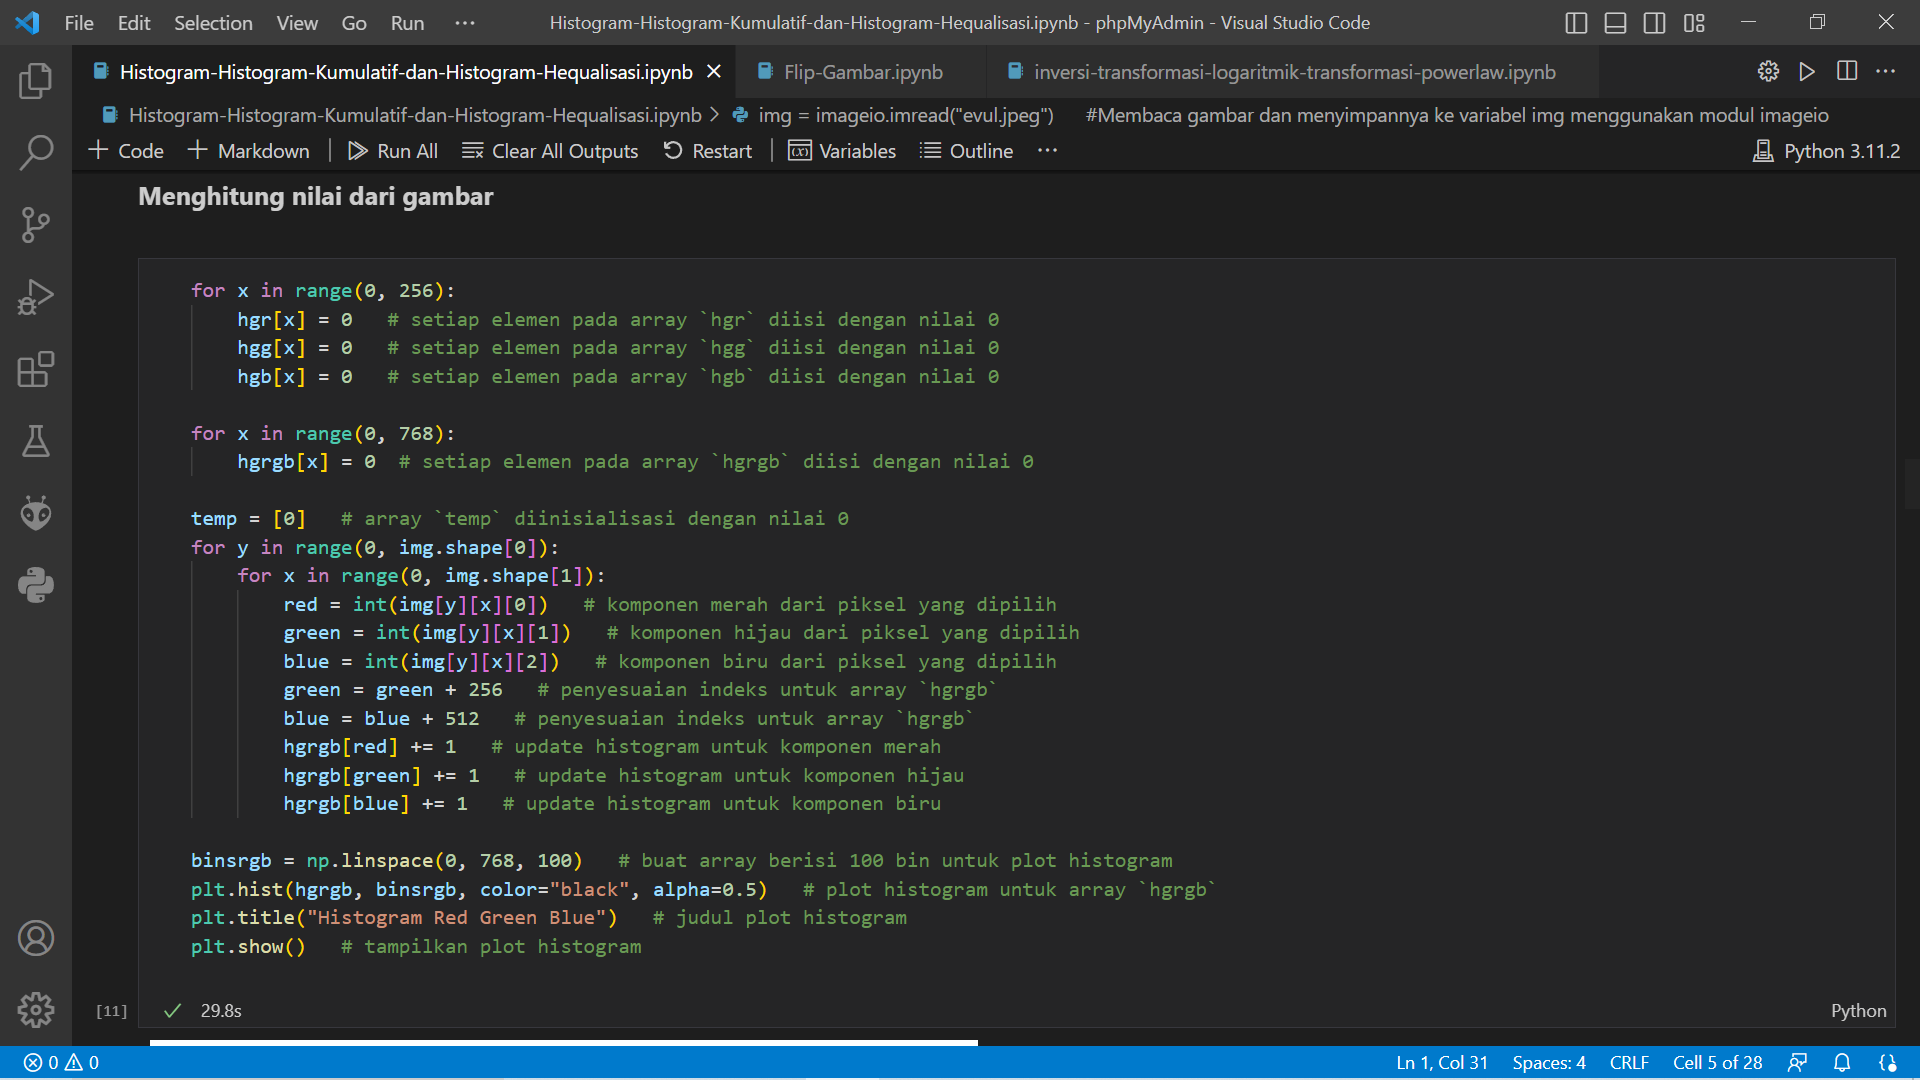 File Edit Selection View Go Run ··· Histogram-Histogram-Kumulatif-dan-Histogram-Hequalisasi.ipynb - phpMyAdmin - Visual Studio Code
Histogram-Histogram-Kumulatif-dan-Histogram-Hequalisasi.ipynb Flip-Gambar.ipynb inversi-transformasi-logaritmik-transformasi-powerlaw.ipynb
Histogram-Histogram-Kumulatif-dan-Histogram-Hequalisasi.ipynb > img = imageio.imread("evul.jpeg") #Membaca gambar dan menyimpannya ke variabel img menggunakan modul imageio
+ Code + Markdown | Run All Clear All Outputs Restart | Variables Outline ··· Python 3.11.2
Menghitung nilai dari gambar
for x in range(0, 256):
    hgr[x] = 0   # setiap elemen pada array `hgr` diisi dengan nilai 0
    hgg[x] = 0   # setiap elemen pada array `hgg` diisi dengan nilai 0
    hgb[x] = 0   # setiap elemen pada array `hgb` diisi dengan nilai 0
for x in range(0, 768):
    hgrgb[x] = 0  # setiap elemen pada array `hgrgb` diisi dengan nilai 0
temp = [0]   # array `temp` diinisialisasi dengan nilai 0
for y in range(0, img.shape[0]):
    for x in range(0, img.shape[1]):
        red = int(img[y][x][0])   # komponen merah dari piksel yang dipilih
        green = int(img[y][x][1])   # komponen hijau dari piksel yang dipilih
        blue = int(img[y][x][2])   # komponen biru dari piksel yang dipilih
        green = green + 256   # penyesuaian indeks untuk array `hgrgb`
        blue = blue + 512   # penyesuaian indeks untuk array `hgrgb`
        hgrgb[red] += 1   # update histogram untuk komponen merah
        hgrgb[green] += 1   # update histogram untuk komponen hijau
        hgrgb[blue] += 1   # update histogram untuk komponen biru
binsrgb = np.linspace(0, 768, 100)   # buat array berisi 100 bin untuk plot histogram
plt.hist(hgrgb, binsrgb, color="black", alpha=0.5)   # plot histogram untuk array `hgrgb`
plt.title("Histogram Red Green Blue")   # judul plot histogram
plt.show()   # tampilkan plot histogram
[11] 29.8s Python
0 0 Ln 1, Col 31 Spaces: 4 CRLF Cell 5 of 28